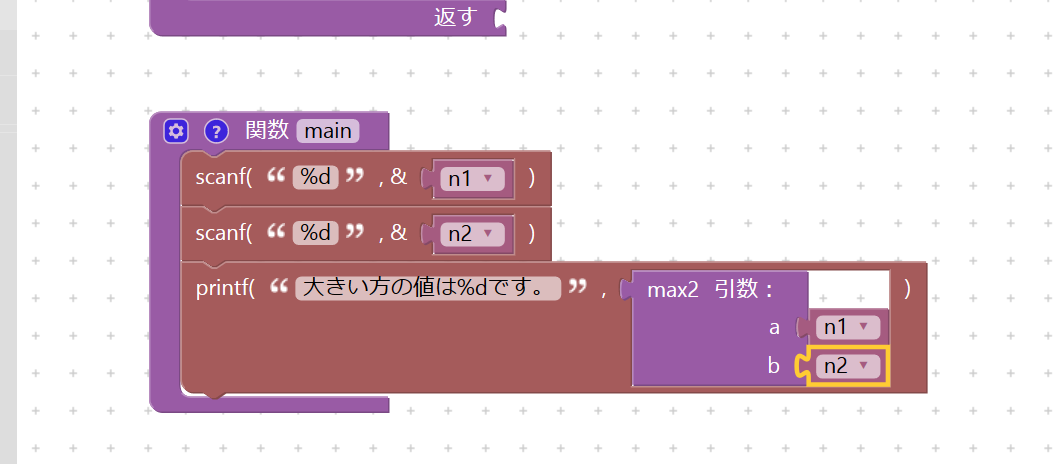 返す
? 関数 main
scanf( “ %d ” , & n1 )
scanf( “ %d ” , & n2 )
printf( “ 大きい方の値は%dです。 ” , max2 引数： )
a n1
b n2